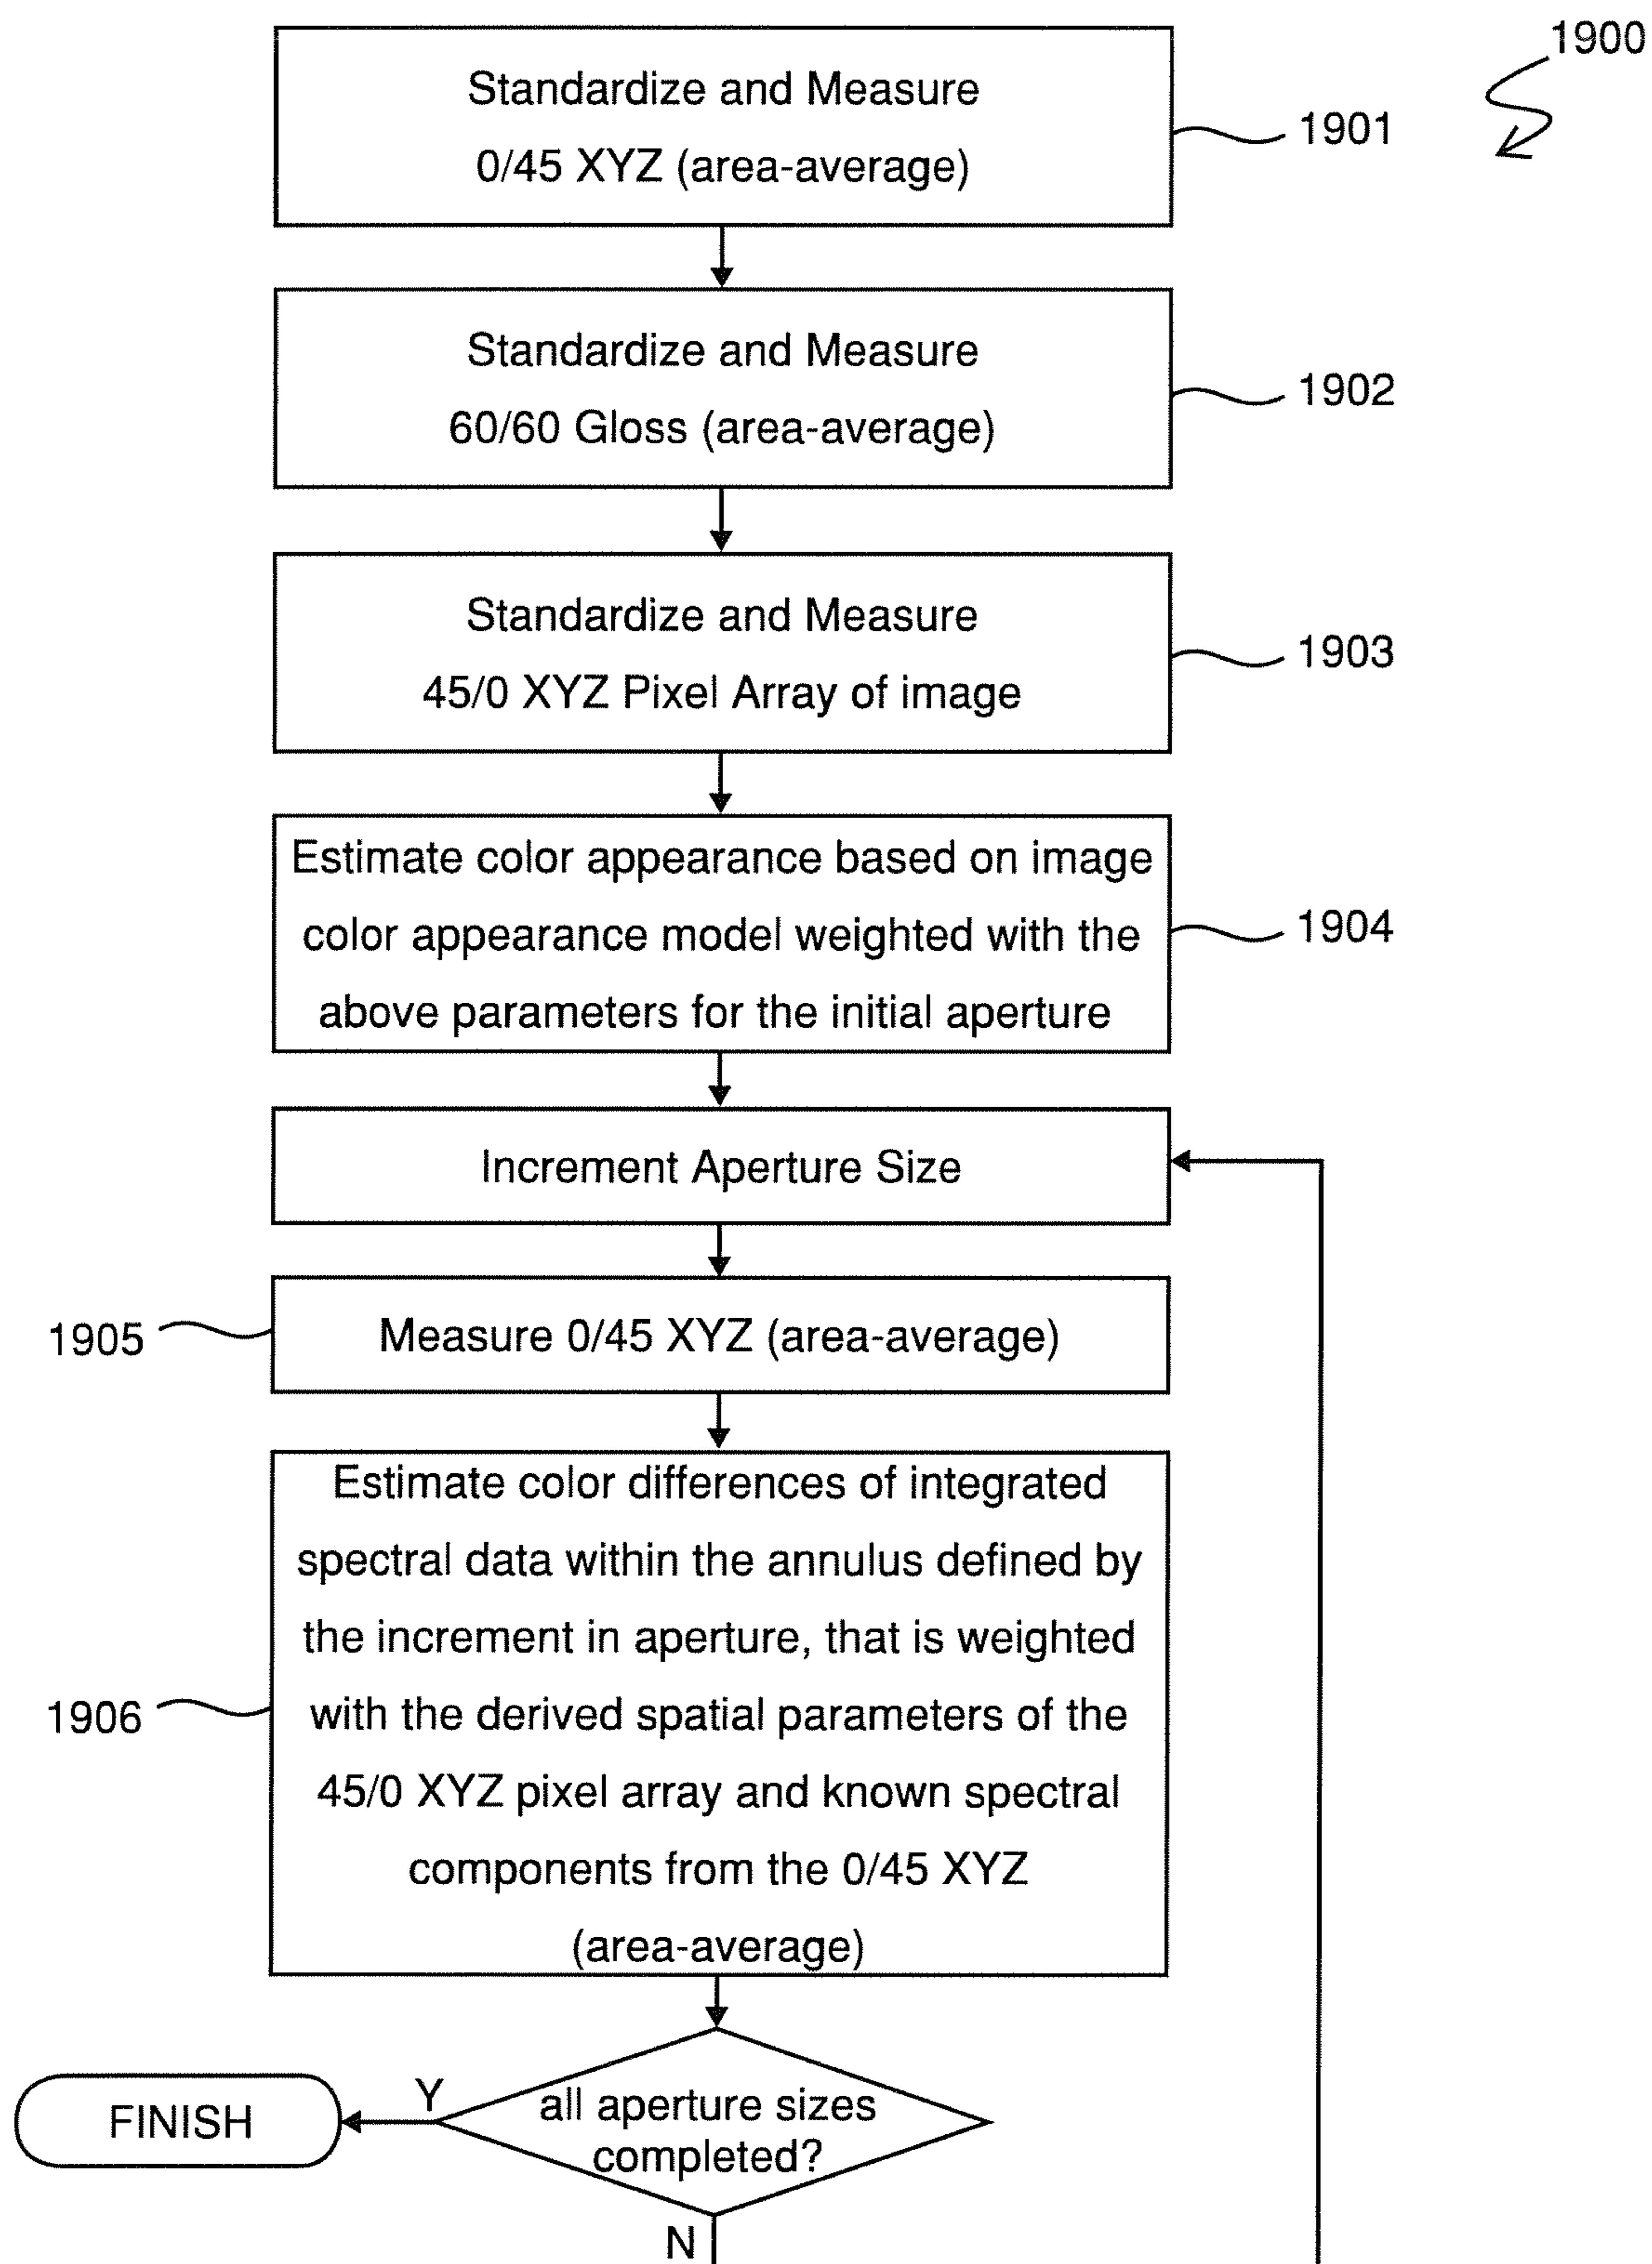 1900
Standardize and Measure
0/45 XYZ (area-average)
1901
Standardize and Measure
60/60 Gloss (area-average)
1902
Standardize and Measure
45/0 XYZ Pixel Array of image
1903
Estimate color appearance based on image
color appearance model weighted with the
above parameters for the initial aperture
1904
Increment Aperture Size
1905
Measure 0/45 XYZ (area-average)
1906
Estimate color differences of integrated
spectral data within the annulus defined by
the increment in aperture, that is weighted
with the derived spatial parameters of the
45/0 XYZ pixel array and known spectral
components from the 0/45 XYZ
(area-average)
all aperture sizes
completed?
Y
FINISH
N